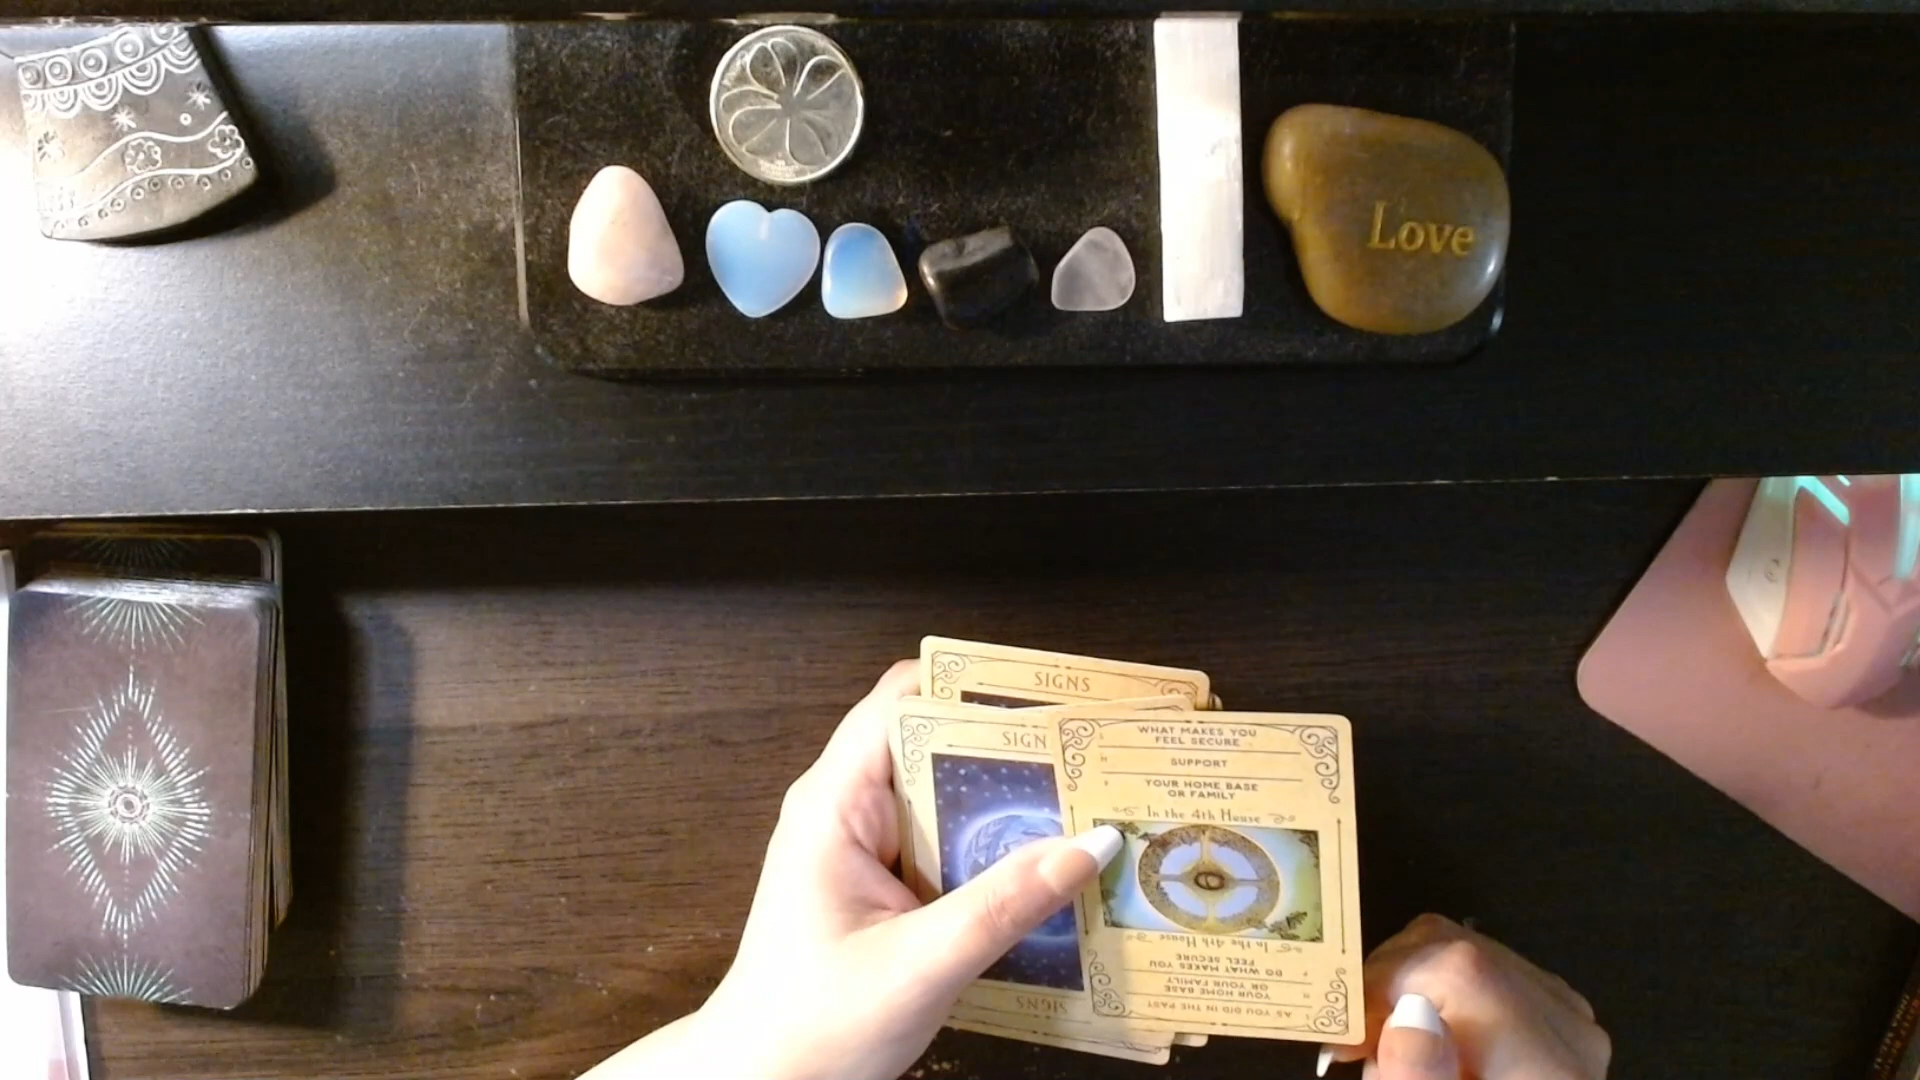 Love
SIGNS
SIGN
WHAT MAKES YOU
FEEL SECURE
SUPPORT
YOUR HOME BASE
OR FAMILY
In the 4th House
In the 4th House
DO WHAT MAKES YOU
FEEL SECURE
YOUR HOME BASE
OR YOUR FAMILY
AS YOU DID IN THE PAST
SIGNS